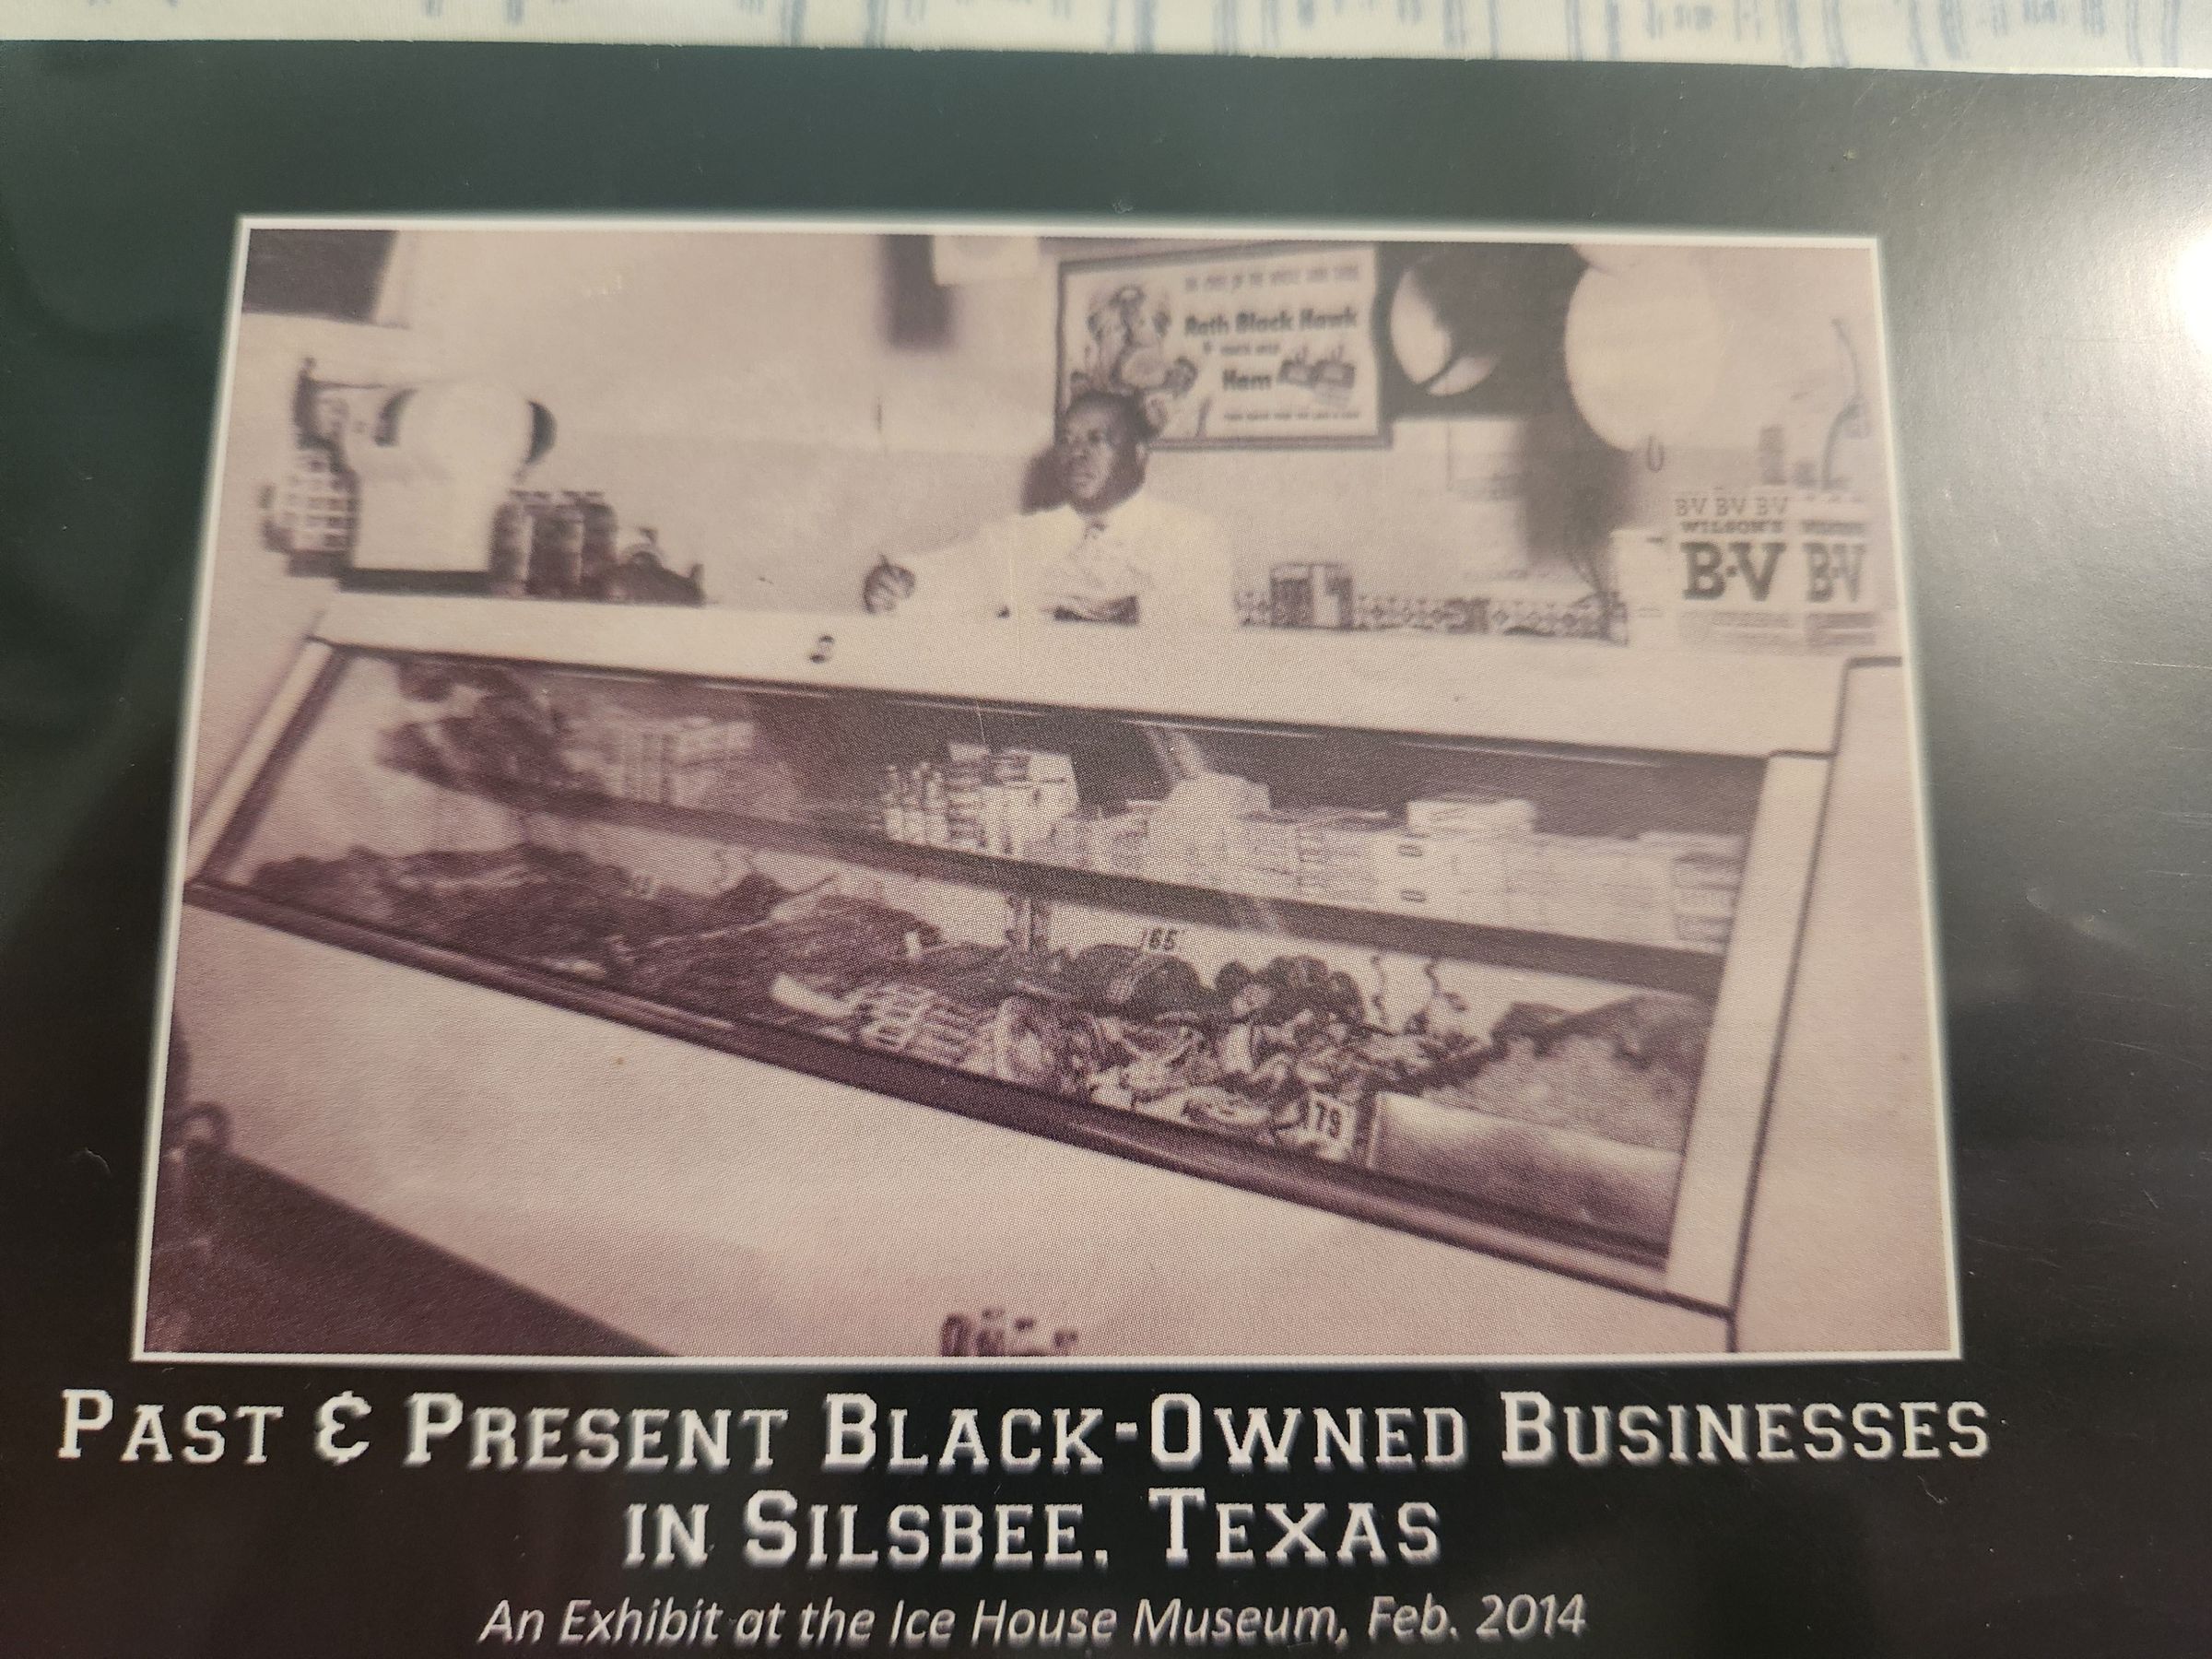 Rath Black Hawk
Ham
BV BV BV
WILSON'S
B·V
B·V
65
179
PAST & PRESENT BLACK-OWNED BUSINESSES
IN SILSBEE, TEXAS
An Exhibit at the Ice House Museum, Feb. 2014